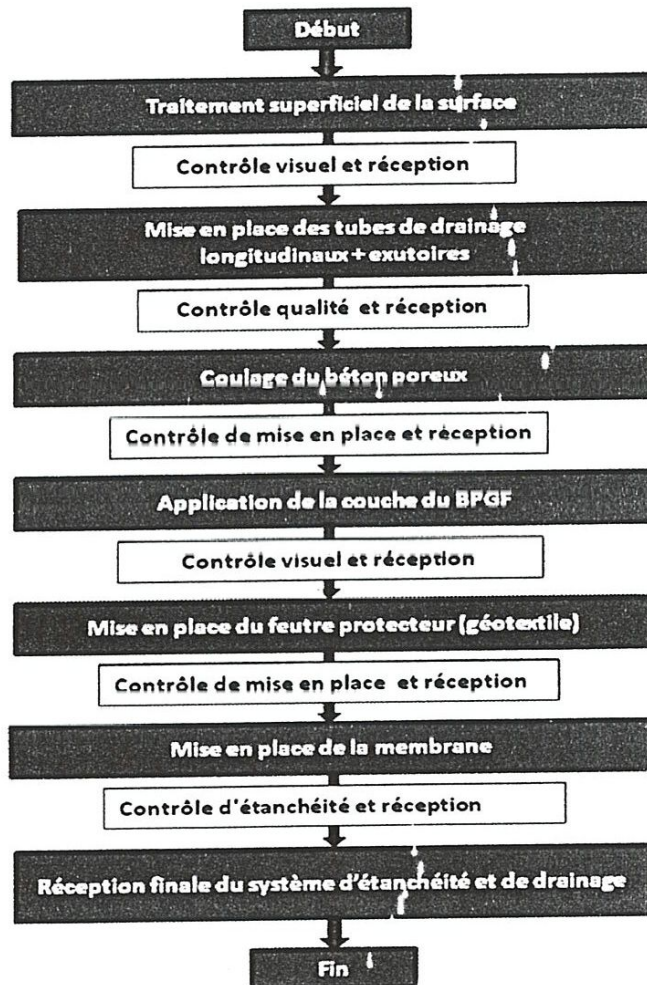 Début
Traitement superficiel de la surface
Contrôle visuel et réception
Mise en place des tubes de drainage
longitudinaux + exutoires
Contrôle qualité et réception
Coulage du béton poreux
Contrôle de mise en place et réception
Application de la couche du BPGF
Contrôle visuel et réception
Mise en place du feutre protecteur (géotextile)
Contrôle de mise en place et réception
Mise en place de la membrane
Contrôle d'étanchéité et réception
Réception finale du système d'étanchéité et de drainage
Fin